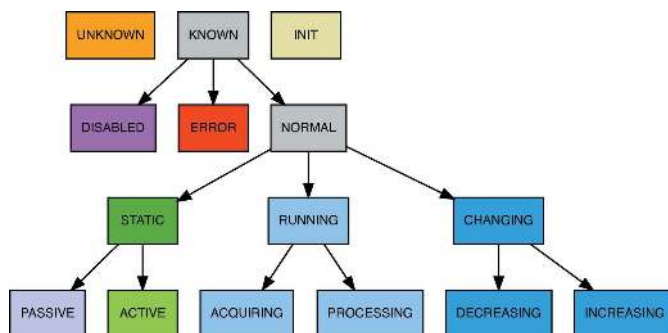 UNKNOWN
KNOWN
INIT
DISABLED
ERROR
NORMAL
STATIC
RUNNING
CHANGING
PASSIVE
ACTIVE
ACQUIRING
PROCESSING
DECREASING
INCREASING